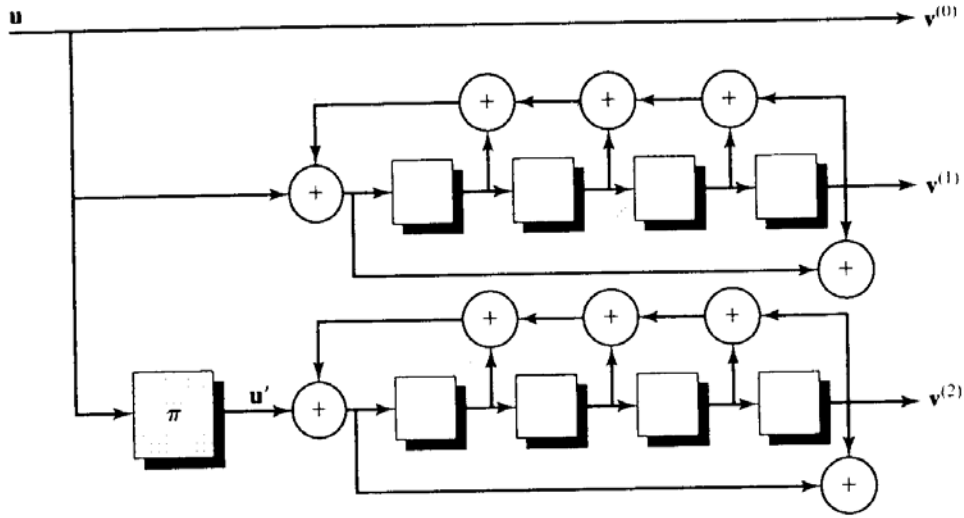 u
v(0)
+ + +
+
v(1)
+
+ + +
π
u′
+
v(2)
+